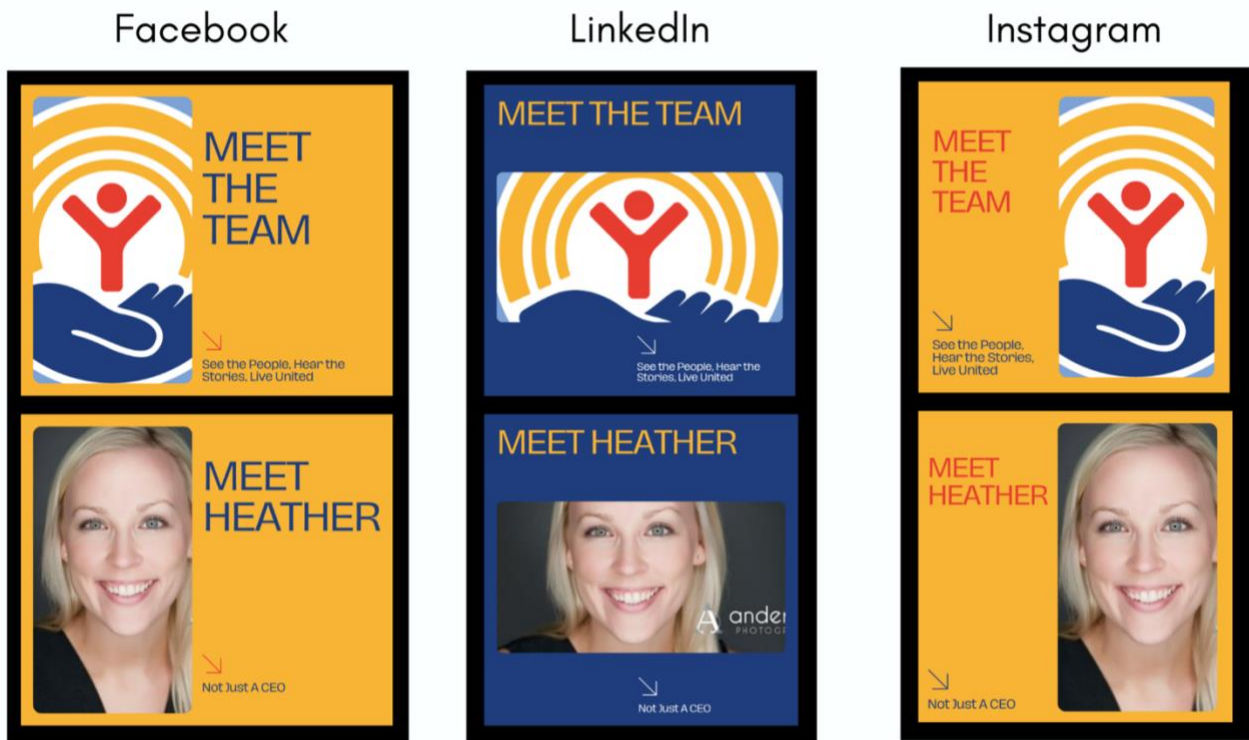 Facebook
LinkedIn
Instagram
MEET
THE
TEAM
See the People, Hear the
Stories, Live United
MEET
HEATHER
Not Just A CEO
MEET THE TEAM
See the People, Hear the
Stories, Live United
MEET HEATHER
ander
PHOTOGR
Not Just A CEO
MEET
THE
TEAM
See the People,
Hear the Stories,
Live United
MEET
HEATHER
Not Just A CEO